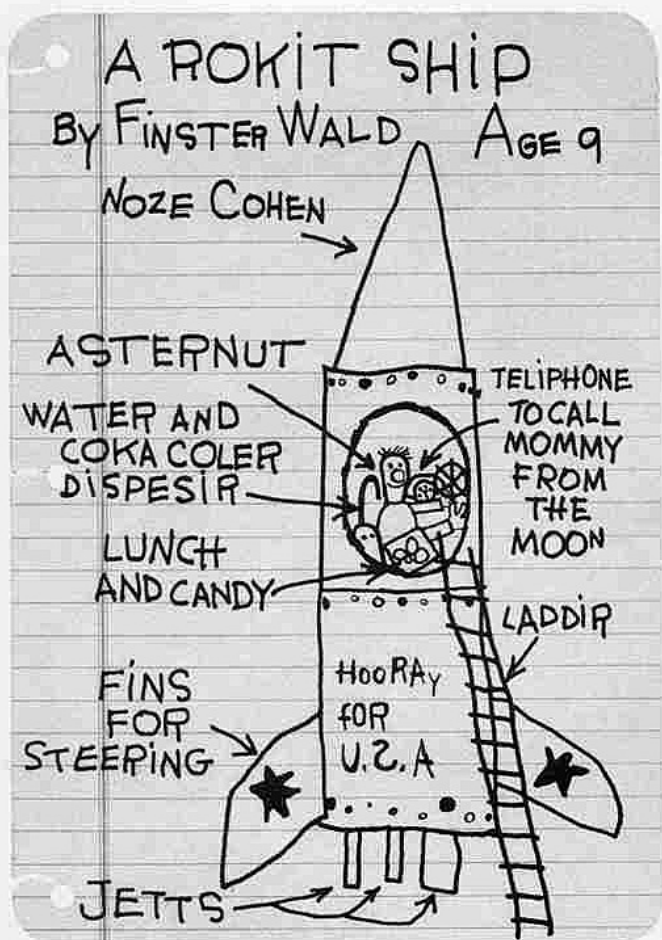 A ROKIT SHIP
BY FINSTER WALD AGE 9
NOZE COHEN
ASTERNUT
WATER AND
COKA COLER
DISPESIR
LUNCH
AND CANDY
TELIPHONE
TO CALL
MOMMY
FROM
THE
MOON
LADDIR
FINS
FOR
STEERING
HOORAY
FOR
U.S.A
JETTS